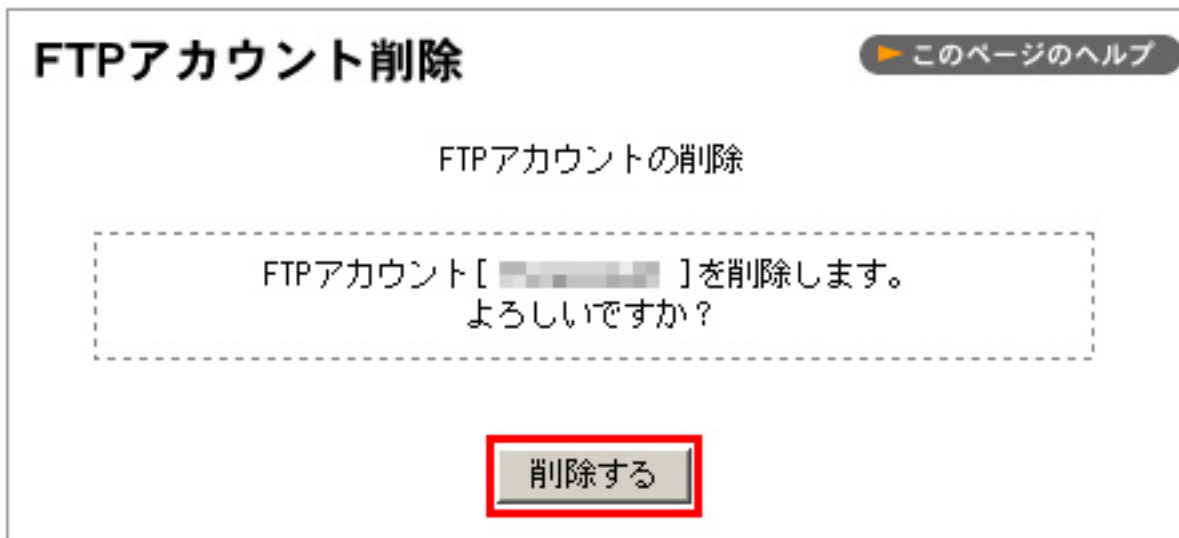 FTPアカウント削除
このページのヘルプ
FTPアカウントの削除
FTPアカウント[ ]を削除します。
よろしいですか?
削除する